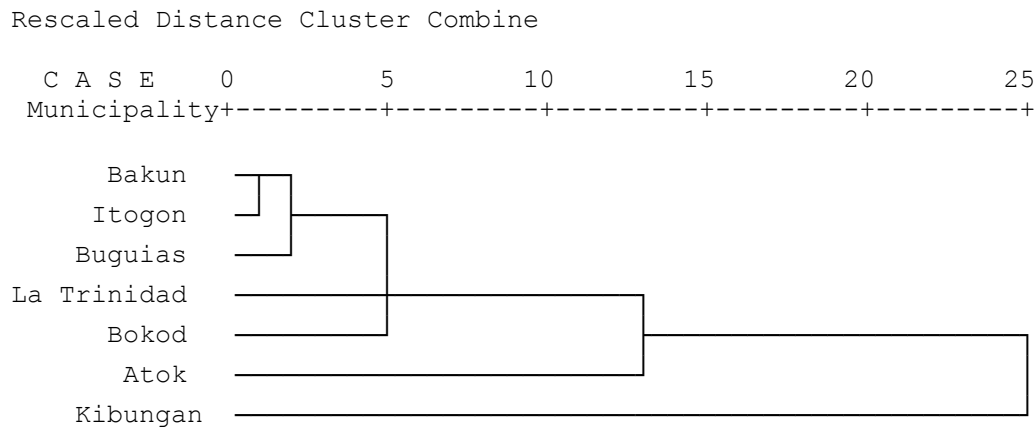 Rescaled Distance Cluster Combine
C A S E 0 5 10 15 20 25
Municipality+---------+---------+---------+---------+---------+
Bakun
Itogon
Buguias
La Trinidad
Bokod
Atok
Kibungan